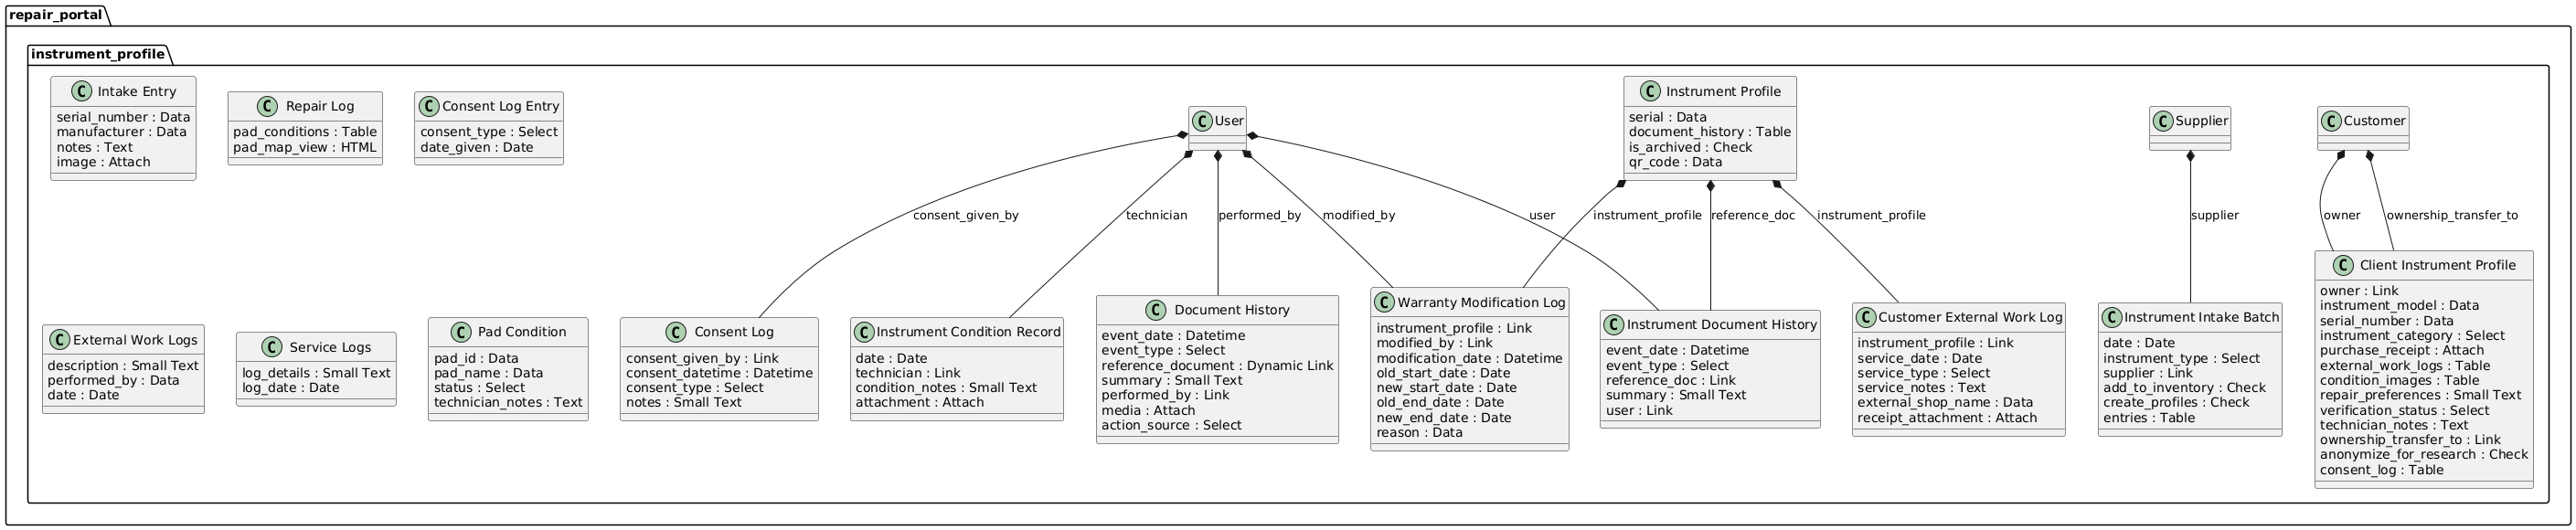 repair_portal
instrument_profile
C Intake Entry
serial_number : Data
manufacturer : Data
notes : Text
image : Attach
C Repair Log
pad_conditions : Table
pad_map_view : HTML
C Consent Log Entry
consent_type : Select
date_given : Date
C User
C Instrument Profile
serial : Data
document_history : Table
is_archived : Check
qr_code : Data
C Supplier
C Customer
consent_given_by
technician
performed_by
modified_by
user
instrument_profile
reference_doc
instrument_profile
supplier
owner
ownership_transfer_to
C External Work Logs
description : Small Text
performed_by : Data
date : Date
C Service Logs
log_details : Small Text
log_date : Date
C Pad Condition
pad_id : Data
pad_name : Data
status : Select
technician_notes : Text
C Consent Log
consent_given_by : Link
consent_datetime : Datetime
consent_type : Select
notes : Small Text
C Instrument Condition Record
date : Date
technician : Link
condition_notes : Small Text
attachment : Attach
C Document History
event_date : Datetime
event_type : Select
reference_document : Dynamic Link
summary : Small Text
performed_by : Link
media : Attach
action_source : Select
C Warranty Modification Log
instrument_profile : Link
modified_by : Link
modification_date : Datetime
old_start_date : Date
new_start_date : Date
old_end_date : Date
new_end_date : Date
reason : Data
C Instrument Document History
event_date : Datetime
event_type : Select
reference_doc : Link
summary : Small Text
user : Link
C Customer External Work Log
instrument_profile : Link
service_date : Date
service_type : Select
service_notes : Text
external_shop_name : Data
receipt_attachment : Attach
C Instrument Intake Batch
date : Date
instrument_type : Select
supplier : Link
add_to_inventory : Check
create_profiles : Check
entries : Table
C Client Instrument Profile
owner : Link
instrument_model : Data
serial_number : Data
instrument_category : Select
purchase_receipt : Attach
external_work_logs : Table
condition_images : Table
repair_preferences : Small Text
verification_status : Select
technician_notes : Text
ownership_transfer_to : Link
anonymize_for_research : Check
consent_log : Table